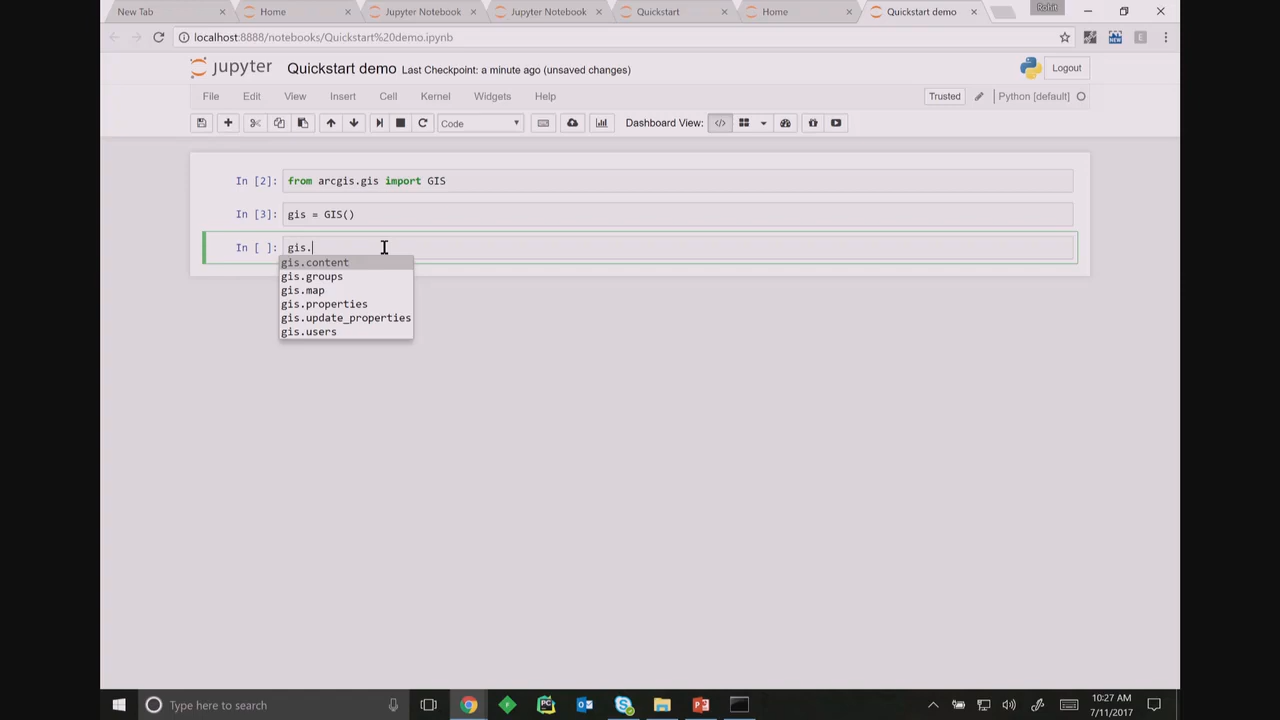 New Tab
Home
Jupyter Notebook
Jupyter Notebook
Quickstart
Home
Quickstart demo
Rohit
localhost:8888/notebooks/Quickstart%20demo.ipynb
jupyter
Quickstart demo
Last Checkpoint: a minute ago (unsaved changes)
Logout
File
Edit
View
Insert
Cell
Kernel
Widgets
Help
Trusted
Python [default]
Code
Dashboard View:
In [2]: from arcgis.gis import GIS
In [3]: gis = GIS()
In [ ]: gis.
gis.content
gis.groups
gis.map
gis.properties
gis.update_properties
gis.users
Type here to search
10:27 AM
7/11/2017